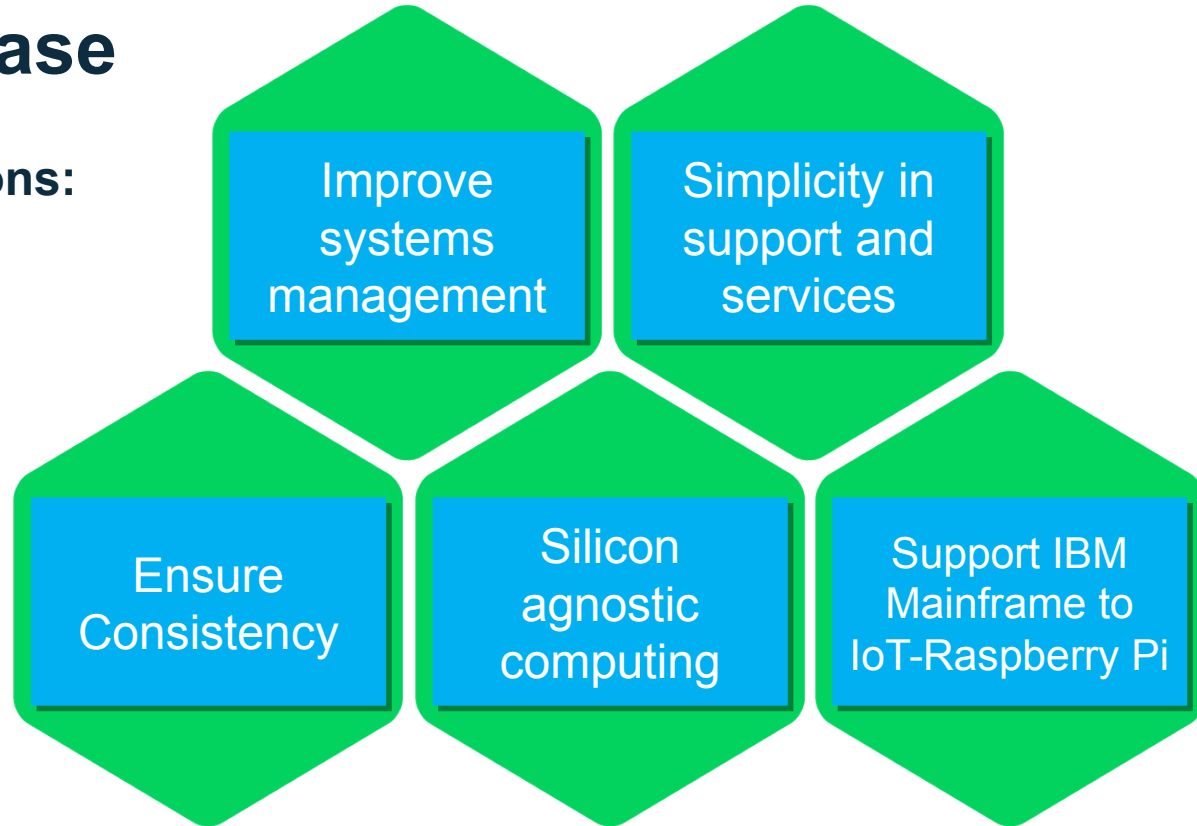 ase
ons:
Improve
systems
management
Simplicity in
support and
services
Ensure
Consistency
Silicon
agnostic
computing
Support IBM
Mainframe to
IoT-Raspberry Pi